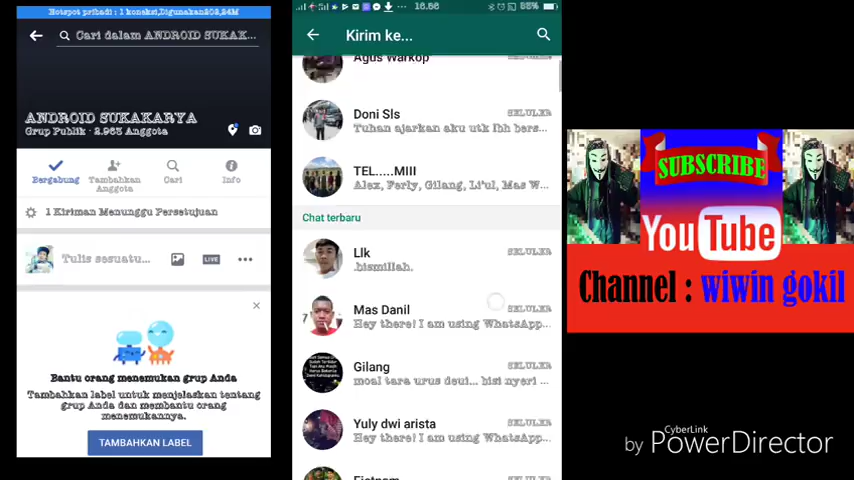 Hotspot pribadi : 1 koneksi,Digunakan202,24M
Cari dalam ANDROID SUKAK...
ANDROID SUKAKARYA
Grup Publik · 2.963 Anggota
Bergabung
Tambahkan Anggota
Cari
Info
1 Kiriman Menunggu Persetujuan
Tulis sesuatu...
LIVE
Bantu orang menemukan grup Anda
Tambahkan label untuk menjelaskan tentang
grup Anda dan membantu orang
menemukannya.
TAMBAHKAN LABEL
16.56
88%
Kirim ke...
Agus Warkop
SELULER
Doni Sls
SELULER
Tuhan ajarkan aku utk lbh bers...
TEL.....MIII
Alex, Ferly, Gilang, Li'ul, Mas W...
Chat terbaru
Llk
SELULER
.bismillah.
Mas Danil
SELULER
Hey there! I am using WhatsApp...
Gilang
SELULER
moal tara urus deui... bisi nyeri ...
Yuly dwi arista
SELULER
Hey there! I am using WhatsApp...
SUBSCRIBE
YouTube
Channel : wiwin gokil
by CyberLink PowerDirector